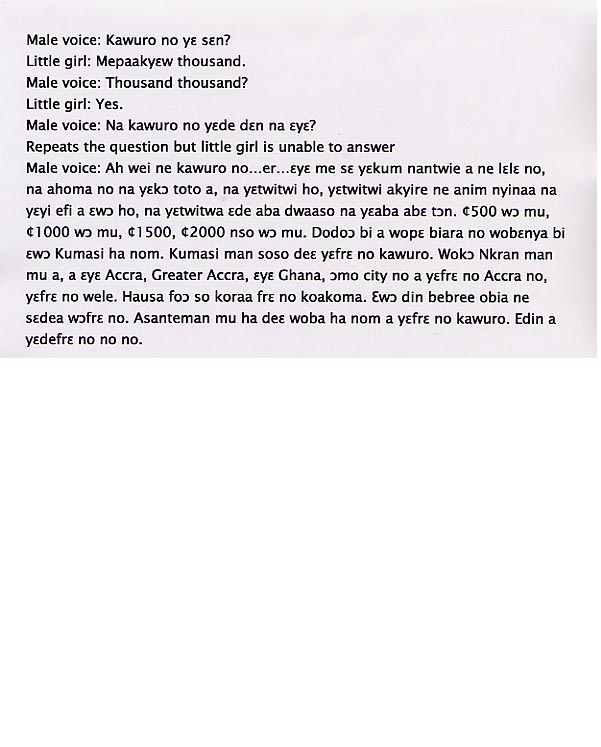 Male voice: Kawuro no yɛ sɛn?
Little girl: Mepaakyɛw thousand.
Male voice: Thousand thousand?
Little girl: Yes.
Male voice: Na kawuro no yɛde dɛn na ɛyɛ?
Repeats the question but little girl is unable to answer
Male voice: Ah wei ne kawuro no...er...ɛyɛ me sɛ yɛkum nantwie a ne lɛlɛ no,
na ahoma no na yɛkɔ toto a, na yɛtwitwi ho, yɛtwitwi akyire ne anim nyinaa na
yɛyi efi a ɛwɔ ho, na yɛtwitwa ɛde aba dwaaso na yɛaba abɛ tɔn. ¢500 wɔ mu,
¢1000 wɔ mu, ¢1500, ¢2000 nso wɔ mu. Dodoɔ bi a wopɛ biara no wobɛnya bi
ɛwɔ Kumasi ha nom. Kumasi man soso deɛ yɛfrɛ no kawuro. Wokɔ Nkran man
mu a, a ɛyɛ Accra, Greater Accra, ɛyɛ Ghana, ɔmo city no a yɛfrɛ no Accra no,
yɛfrɛ no wele. Hausa foɔ so koraa frɛ no koakoma. Ɛwɔ din bebree obia ne
sɛdea wɔfrɛ no. Asanteman mu ha deɛ woba ha nom a yɛfrɛ no kawuro. Edin a
yɛdefrɛ no no no.